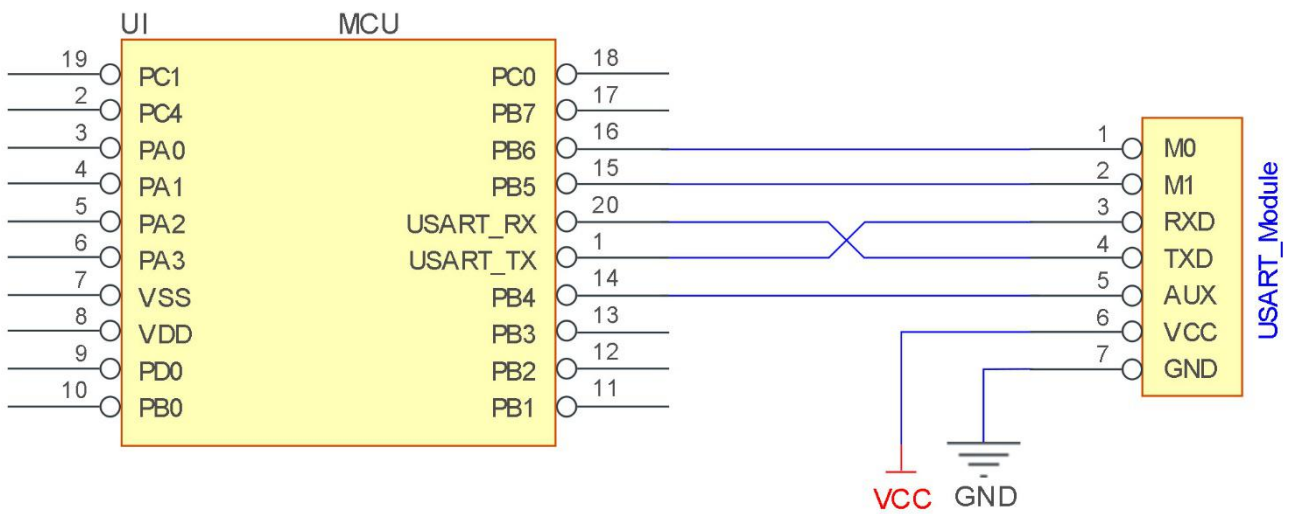 UI MCU
19 PC1 PC0 18
2 PC4 PB7 17
3 PA0 PB6 16
4 PA1 PB5 15
5 PA2 USART_RX 20
6 PA3 USART_TX 1
7 VSS PB4 14
8 VDD PB3 13
9 PD0 PB2 12
10 PB0 PB1 11
1 M0
2 M1
3 RXD
4 TXD
5 AUX
6 VCC
7 GND
USART_Module
VCC GND